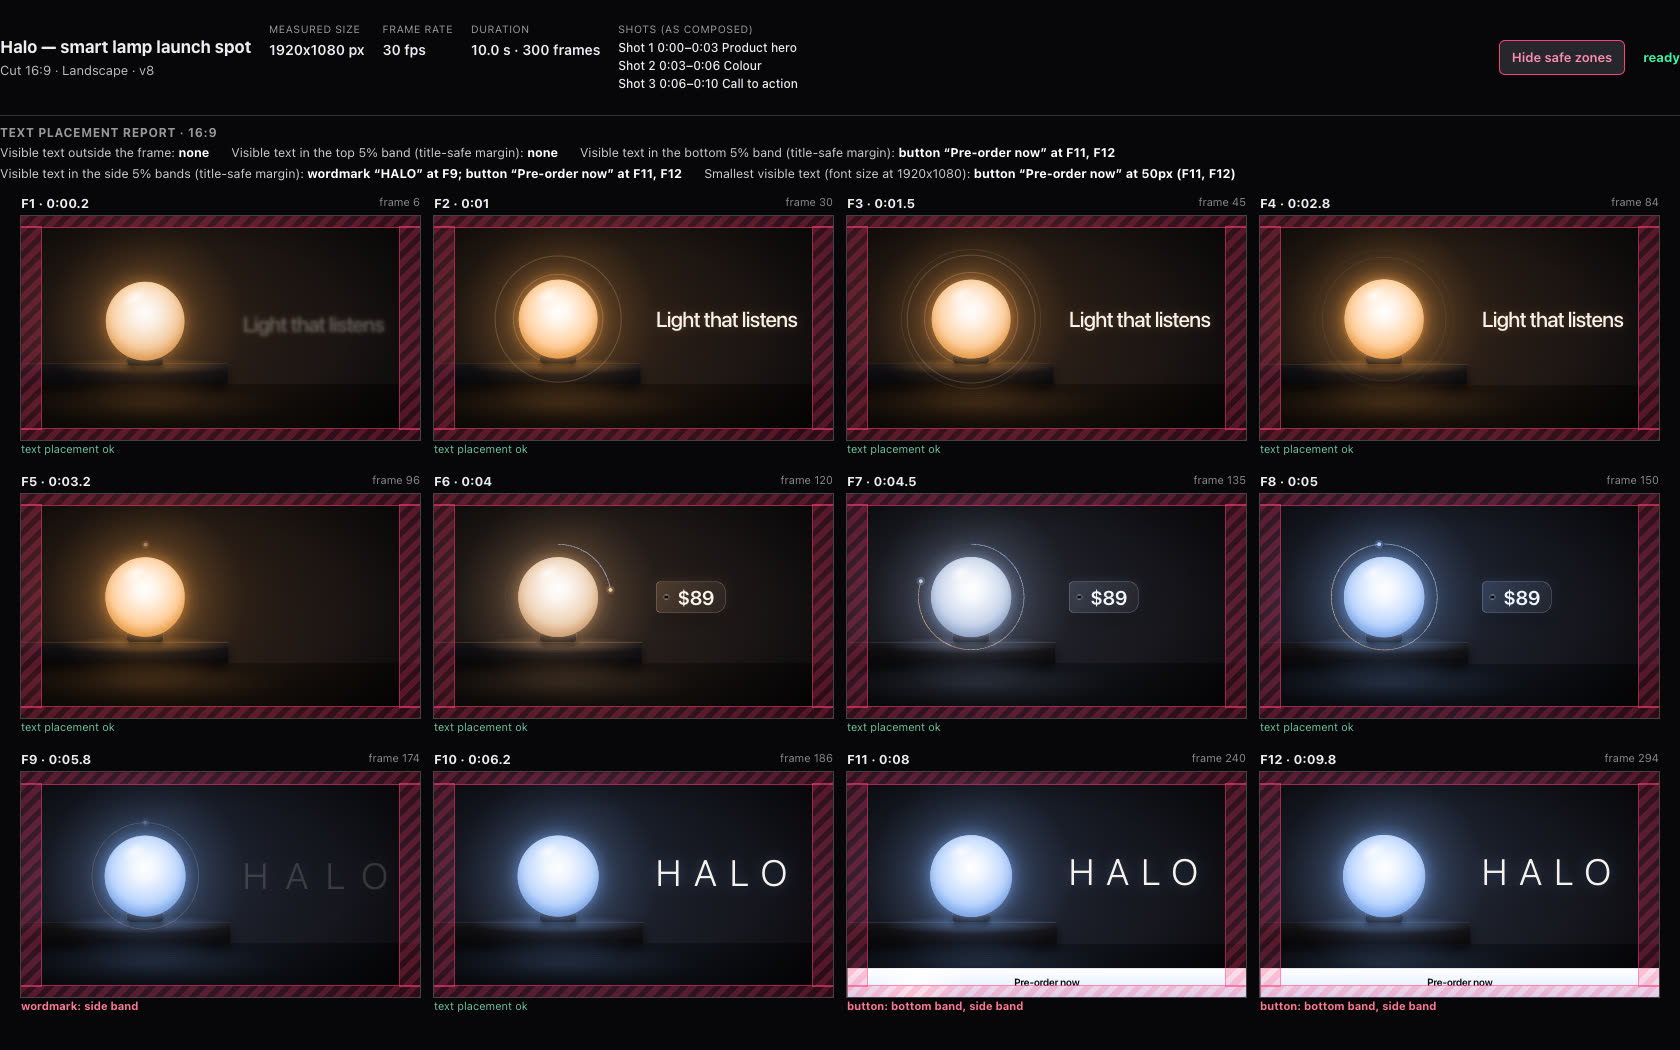 Halo — smart lamp launch spot
Cut 16:9 · Landscape · v8
MEASURED SIZE
1920x1080 px
FRAME RATE
30 fps
DURATION
10.0 s · 300 frames
SHOTS (AS COMPOSED)
Shot 1 0:00–0:03 Product hero
Shot 2 0:03–0:06 Colour
Shot 3 0:06–0:10 Call to action
Hide safe zones
ready
TEXT PLACEMENT REPORT · 16:9
Visible text outside the frame: none Visible text in the top 5% band (title-safe margin): none Visible text in the bottom 5% band (title-safe margin): button “Pre-order now” at F11, F12
Visible text in the side 5% bands (title-safe margin): wordmark “HALO” at F9; button “Pre-order now” at F11, F12 Smallest visible text (font size at 1920x1080): button “Pre-order now” at 50px (F11, F12)
F1 · 0:00.2 frame 6
Light that listens
text placement ok
F2 · 0:01 frame 30
Light that listens
text placement ok
F3 · 0:01.5 frame 45
Light that listens
text placement ok
F4 · 0:02.8 frame 84
Light that listens
text placement ok
F5 · 0:03.2 frame 96
text placement ok
F6 · 0:04 frame 120
$89
text placement ok
F7 · 0:04.5 frame 135
$89
text placement ok
F8 · 0:05 frame 150
$89
text placement ok
F9 · 0:05.8 frame 174
HALO
wordmark: side band
F10 · 0:06.2 frame 186
HALO
text placement ok
F11 · 0:08 frame 240
HALO
Pre-order now
button: bottom band, side band
F12 · 0:09.8 frame 294
HALO
Pre-order now
button: bottom band, side band